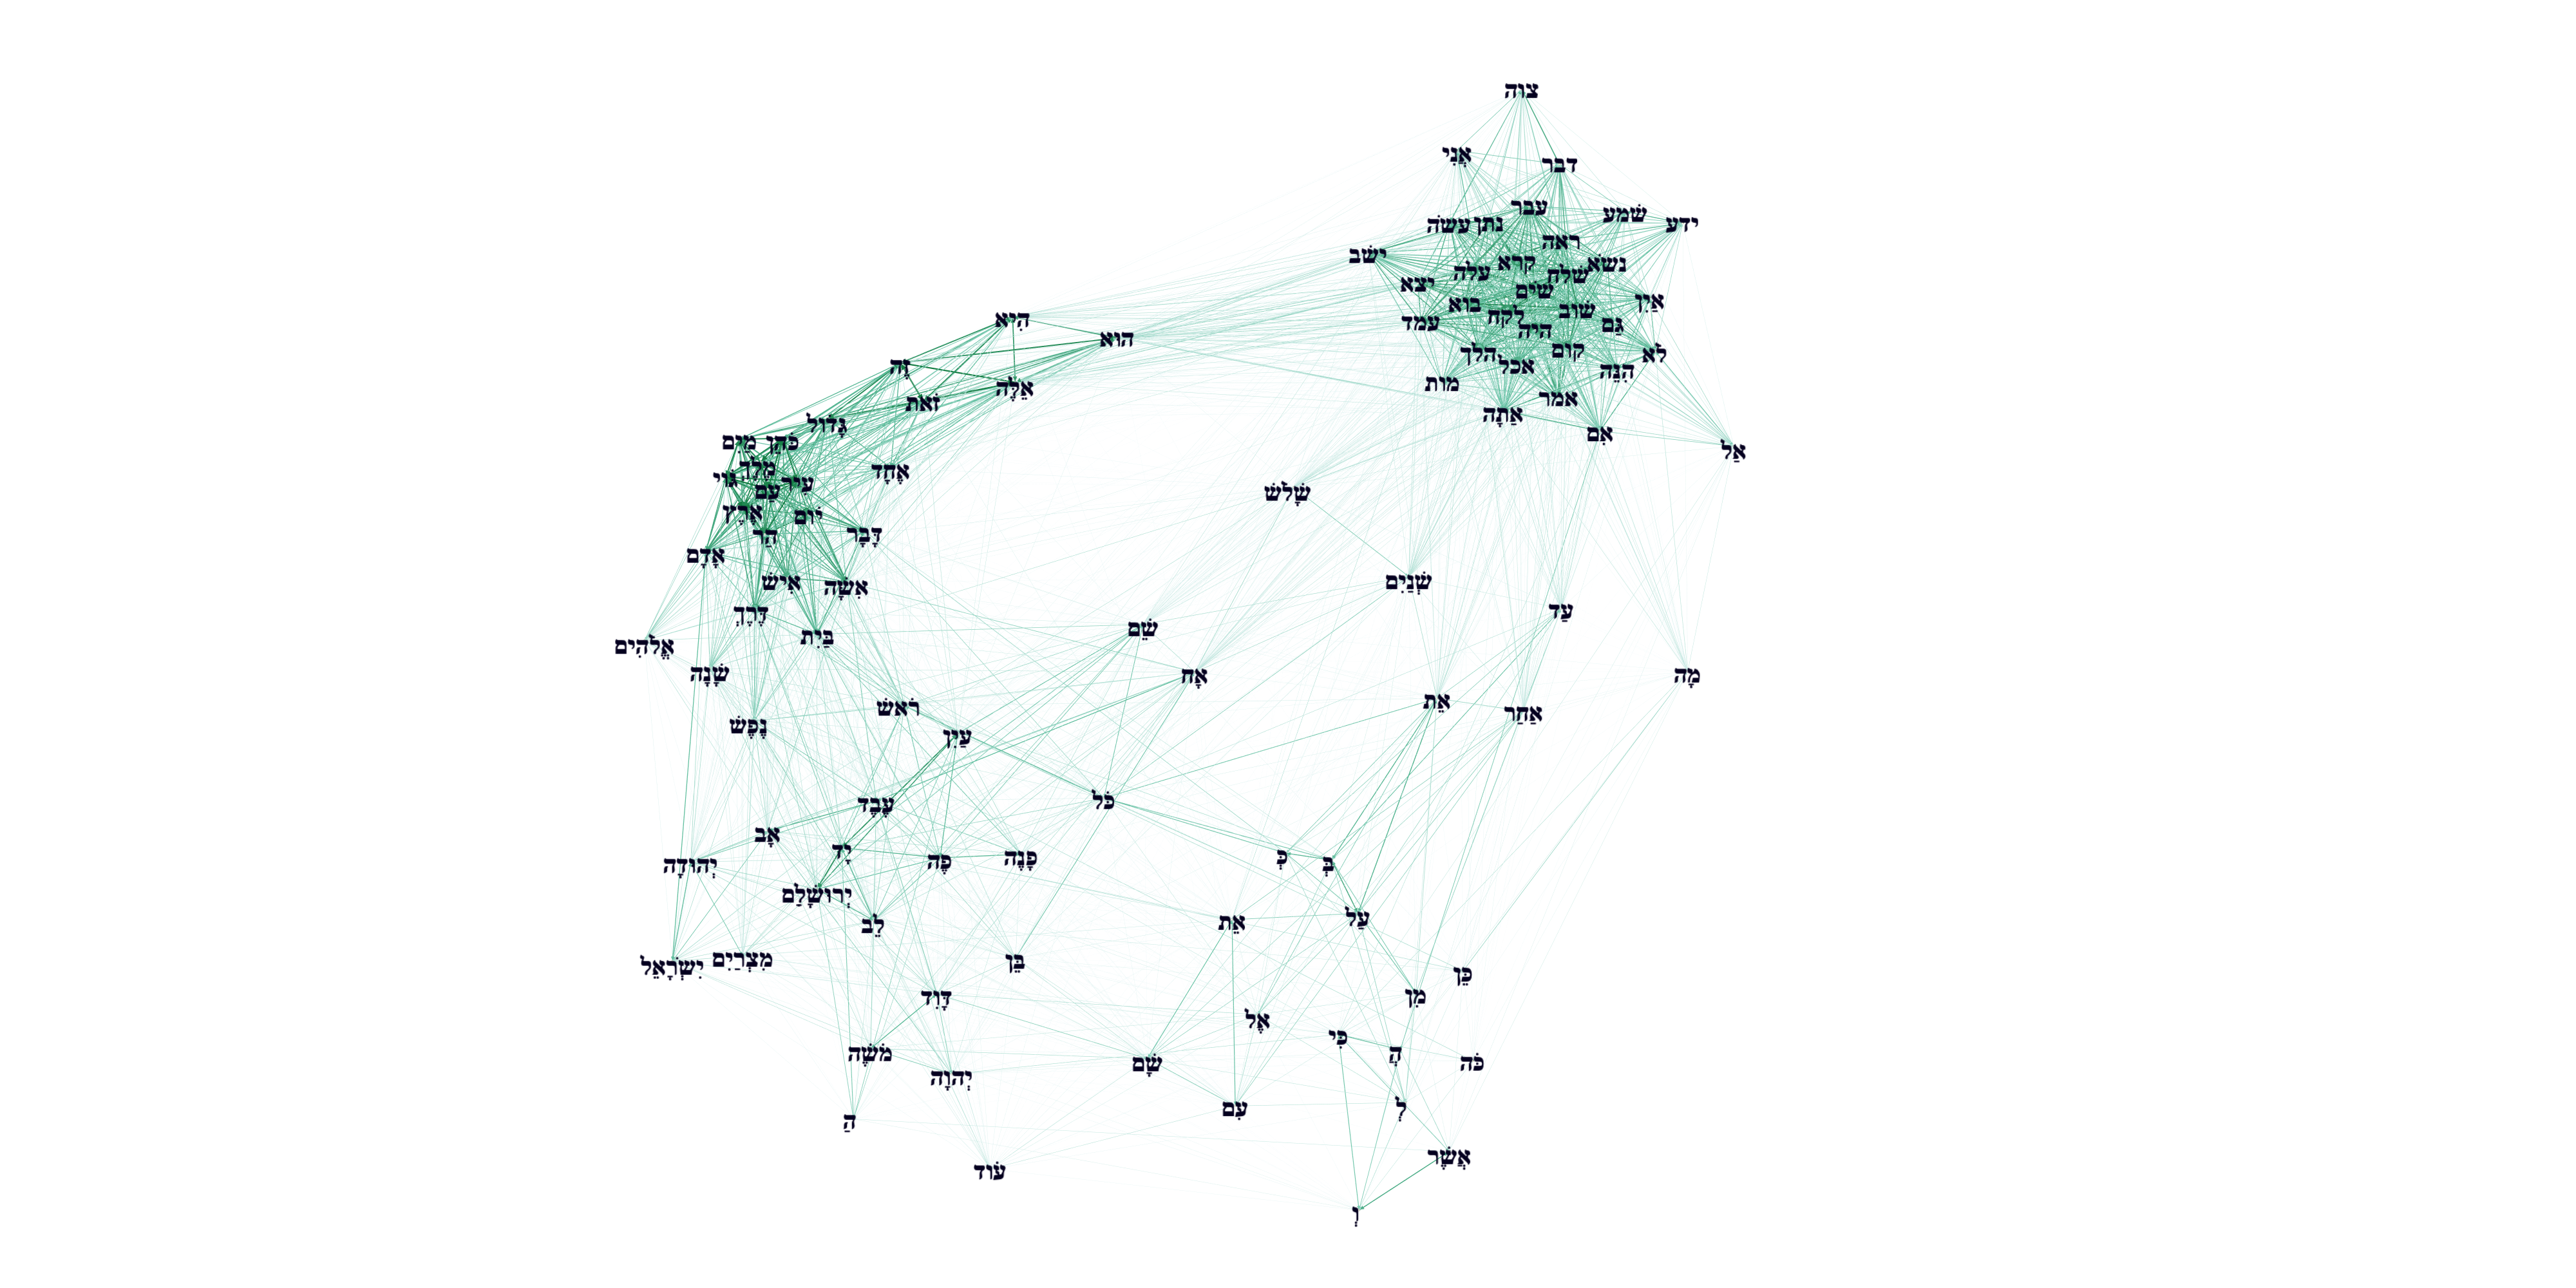 צוה
אֲנִי
דבר
עבר
שׁמע
ידע
עשׂה
נתן
ראה
ישׁב
קרא
נשׂא
עלה
שׁלח
יצא
שׂים
אַיִן
בוא
שׁוב
לקח
עמד
גַּם
היה
הִיא
הוּא
קום
לֹא
הלך
אכל
זֶה
הִנֵּה
מות
אֵלֶּה
אמר
זֹאת
אַתָּה
גָּדוֹל
אִם
מַיִם
כֹּהֵן
אַל
מֶלֶךְ
אֶחָד
גּוֹי
עִיר
עַם
שָׁלֹשׁ
אֶרֶץ
יוֹם
הַר
דָּבָר
אָדָם
אִישׁ
אִשָּׁה
שְׁנַיִם
דֶּרֶךְ
עַד
שֵׁם
בַּיִת
אֱלֹהִים
שָׁנָה
אָח
מָה
אֵת
רֹאשׁ
אַחַר
נֶפֶשׁ
עַיִן
כֹּל
עֶבֶד
אָב
יָד
כְּ
בְּ
פָּנֶה
פֶּה
יְהוּדָה
יְרוּשָׁלִַם
עַל
אֵת
לֵב
מִצְרַיִם
בֵּן
יִשְׂרָאֵל
כֵּן
דָּוִד
מִן
אֶל
כִּי
מֹשֶׁה
הֲ
שָׁם
כֹּה
יְהוָה
עִם
לְ
הַ
אֲשֶׁר
עוֹד
וְ